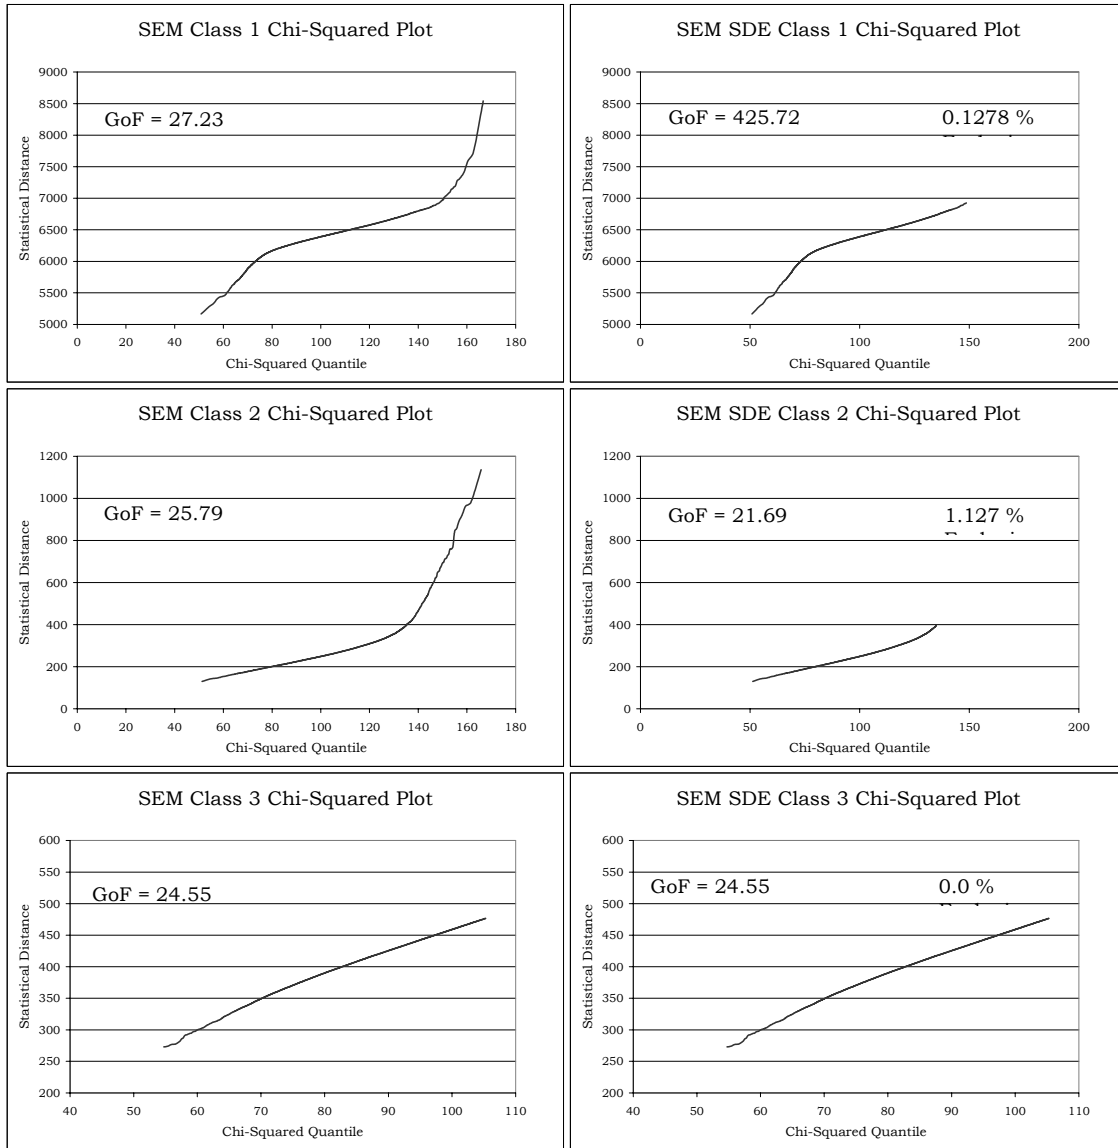 SEM Class 1 Chi-Squared Plot
9000
8500
8000
7500
7000
6500
6000
5500
5000
Statistical Distance
GoF = 27.23
0 20 40 60 80 100 120 140 160 180
Chi-Squared Quantile
SEM SDE Class 1 Chi-Squared Plot
9000
8500
8000
7500
7000
6500
6000
5500
5000
Statistical Distance
GoF = 425.72 0.1278 %
0 50 100 150 200
Chi-Squared Quantile
SEM Class 2 Chi-Squared Plot
1200
1000
800
600
400
200
0
Statistical Distance
GoF = 25.79
0 20 40 60 80 100 120 140 160 180
Chi-Squared Quantile
SEM SDE Class 2 Chi-Squared Plot
1200
1000
800
600
400
200
0
Statistical Distance
GoF = 21.69 1.127 %
0 50 100 150 200
Chi-Squared Quantile
SEM Class 3 Chi-Squared Plot
600
550
500
450
400
350
300
250
200
Statistical Distance
GoF = 24.55
40 50 60 70 80 90 100 110
Chi-Squared Quantile
SEM SDE Class 3 Chi-Squared Plot
600
550
500
450
400
350
300
250
200
Statistical Distance
GoF = 24.55 0.0 %
40 50 60 70 80 90 100 110
Chi-Squared Quantile